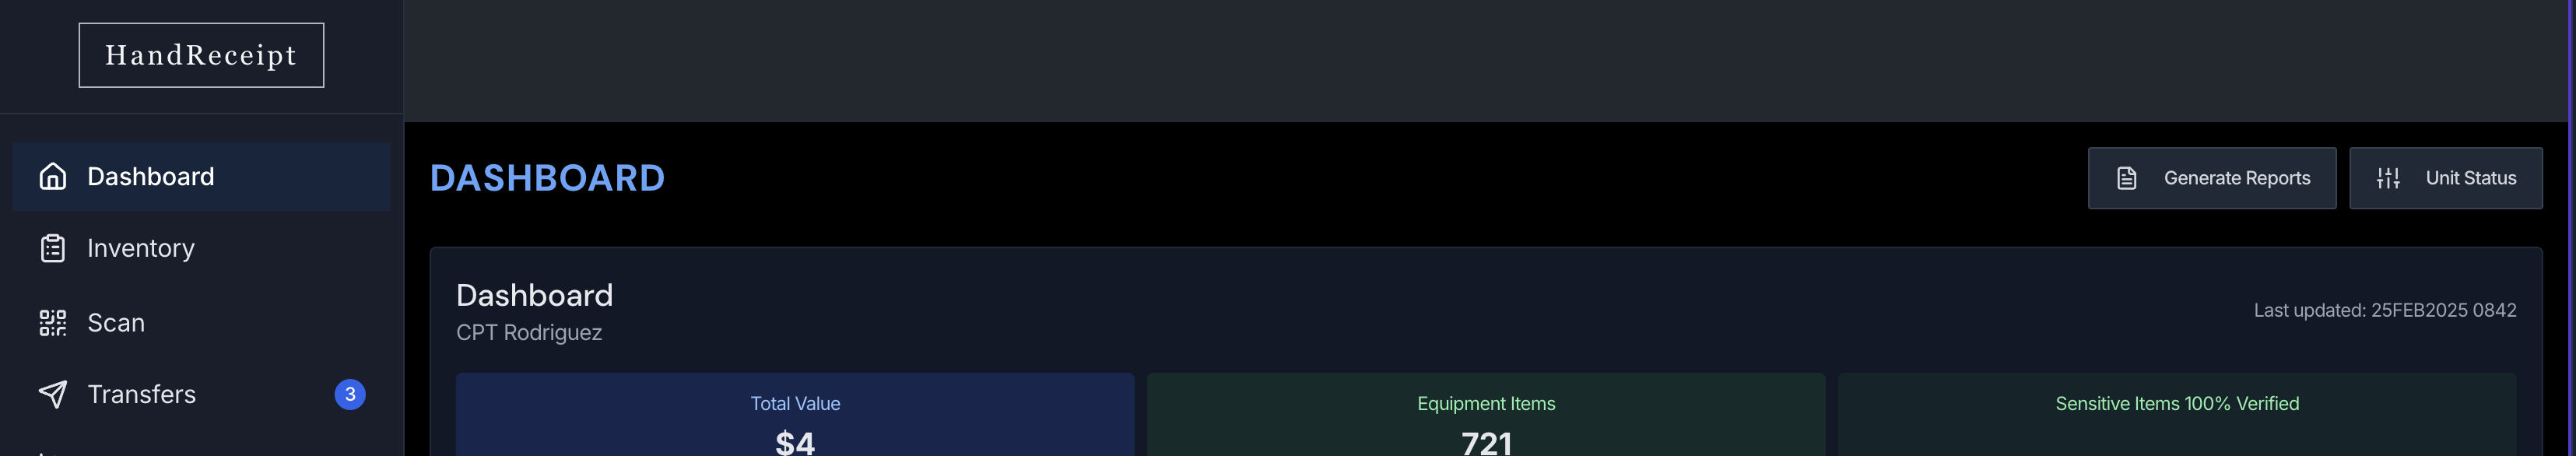 HandReceipt
Dashboard
Inventory
Scan
Transfers 3
DASHBOARD
Generate Reports
Unit Status
Dashboard
CPT Rodriguez
Last updated: 25FEB2025 0842
Total Value
$4
Equipment Items
721
Sensitive Items 100% Verified